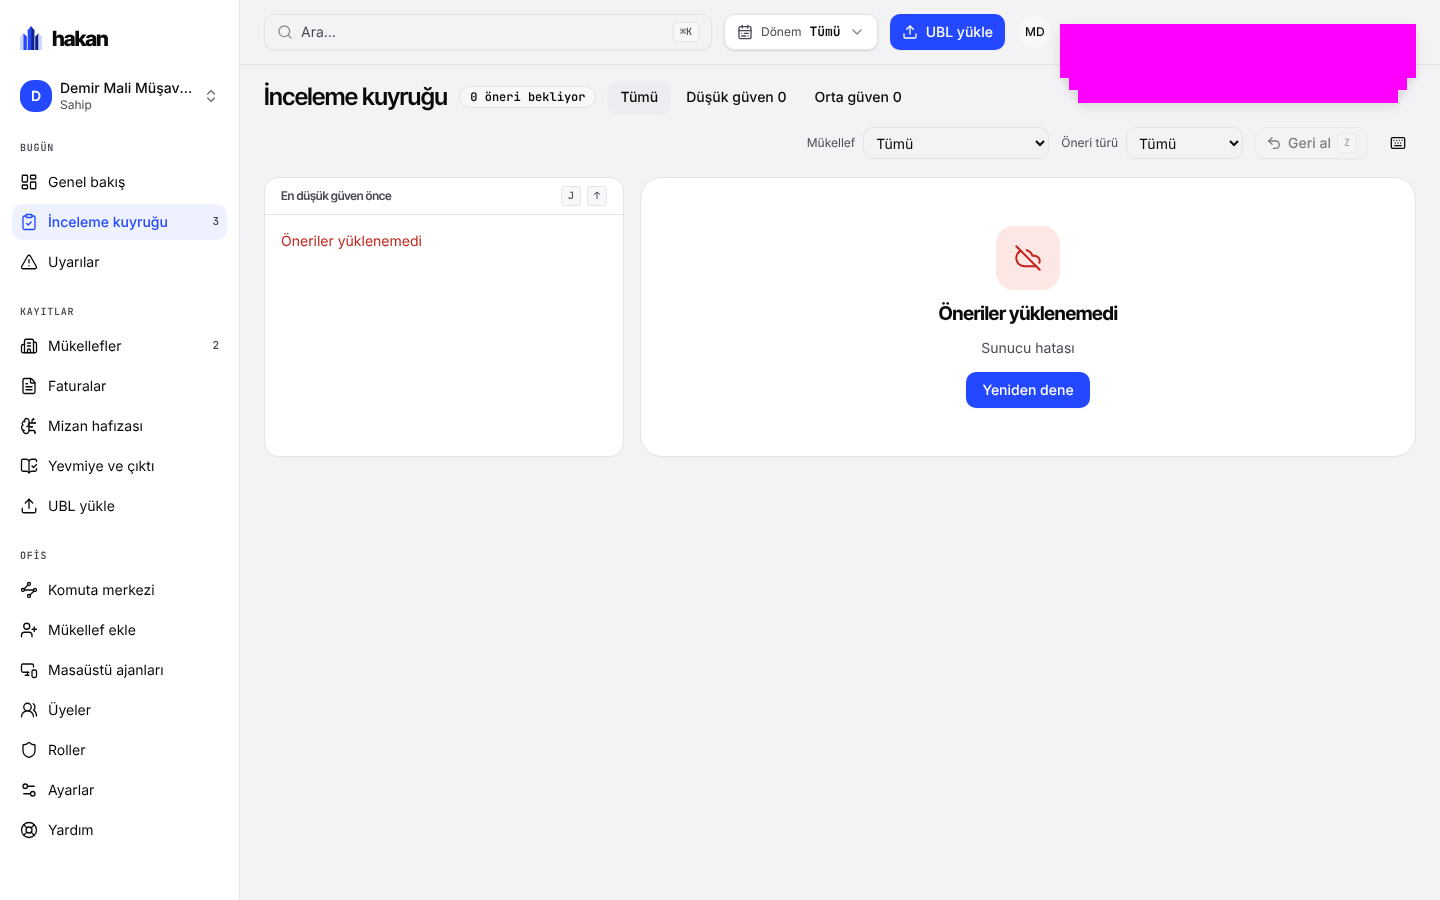 hakan
Ara...
⌘K
Dönem Tümü
UBL yükle
MD
D
Demir Mali Müşav...
Sahip
BUGÜN
Genel bakış
İnceleme kuyruğu 3
Uyarılar
KAYITLAR
Mükellefler 2
Faturalar
Mizan hafızası
Yevmiye ve çıktı
UBL yükle
OFİS
Komuta merkezi
Mükellef ekle
Masaüstü ajanları
Üyeler
Roller
Ayarlar
Yardım
İnceleme kuyruğu
0 öneri bekliyor
Tümü
Düşük güven 0
Orta güven 0
Mükellef Tümü
Öneri türü Tümü
Geri al Z
En düşük güven önce J ↑
Öneriler yüklenemedi
Öneriler yüklenemedi
Sunucu hatası
Yeniden dene